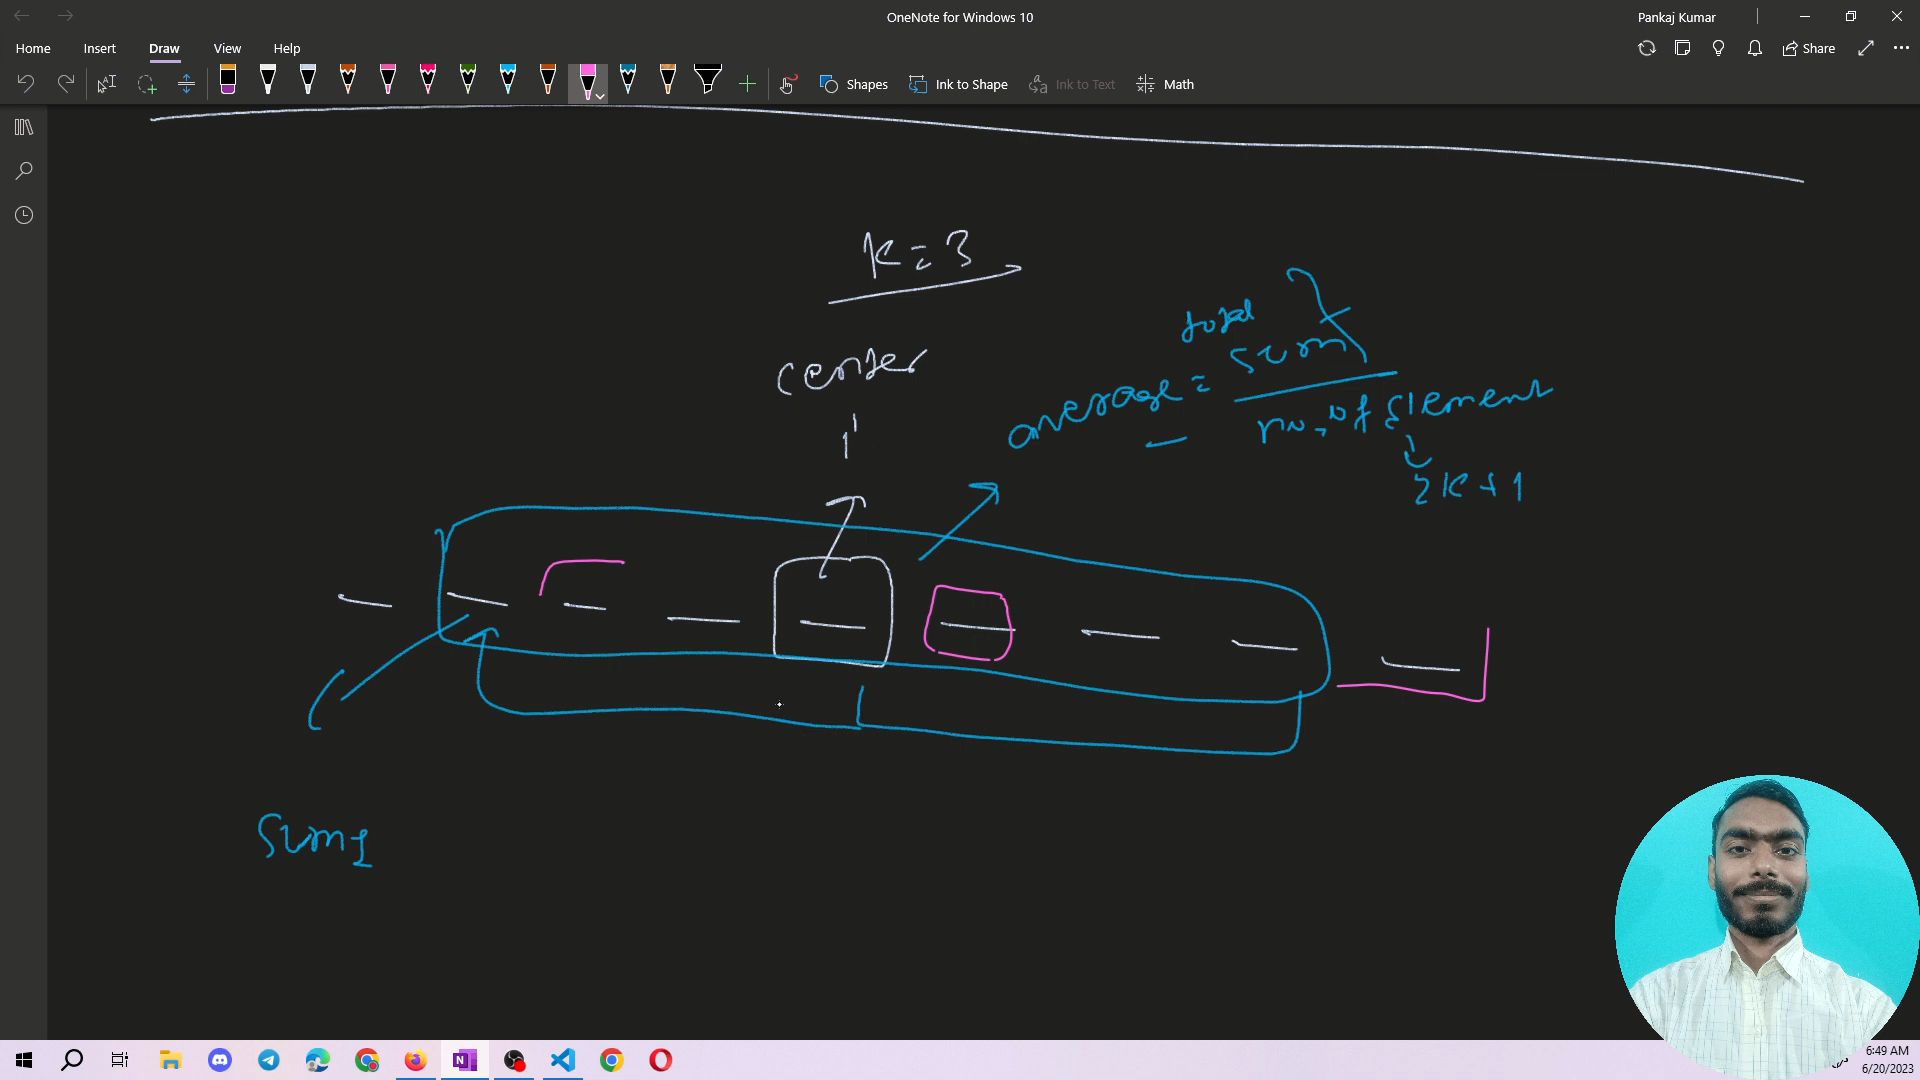 OneNote for Windows 10
Pankaj Kumar
Home Insert Draw View Help
Share
Shapes
Ink to Shape
Ink to Text
Math
K=3
center
average = total sum
no. of element
2K+1
sum1
6:49 AM
6/20/2023